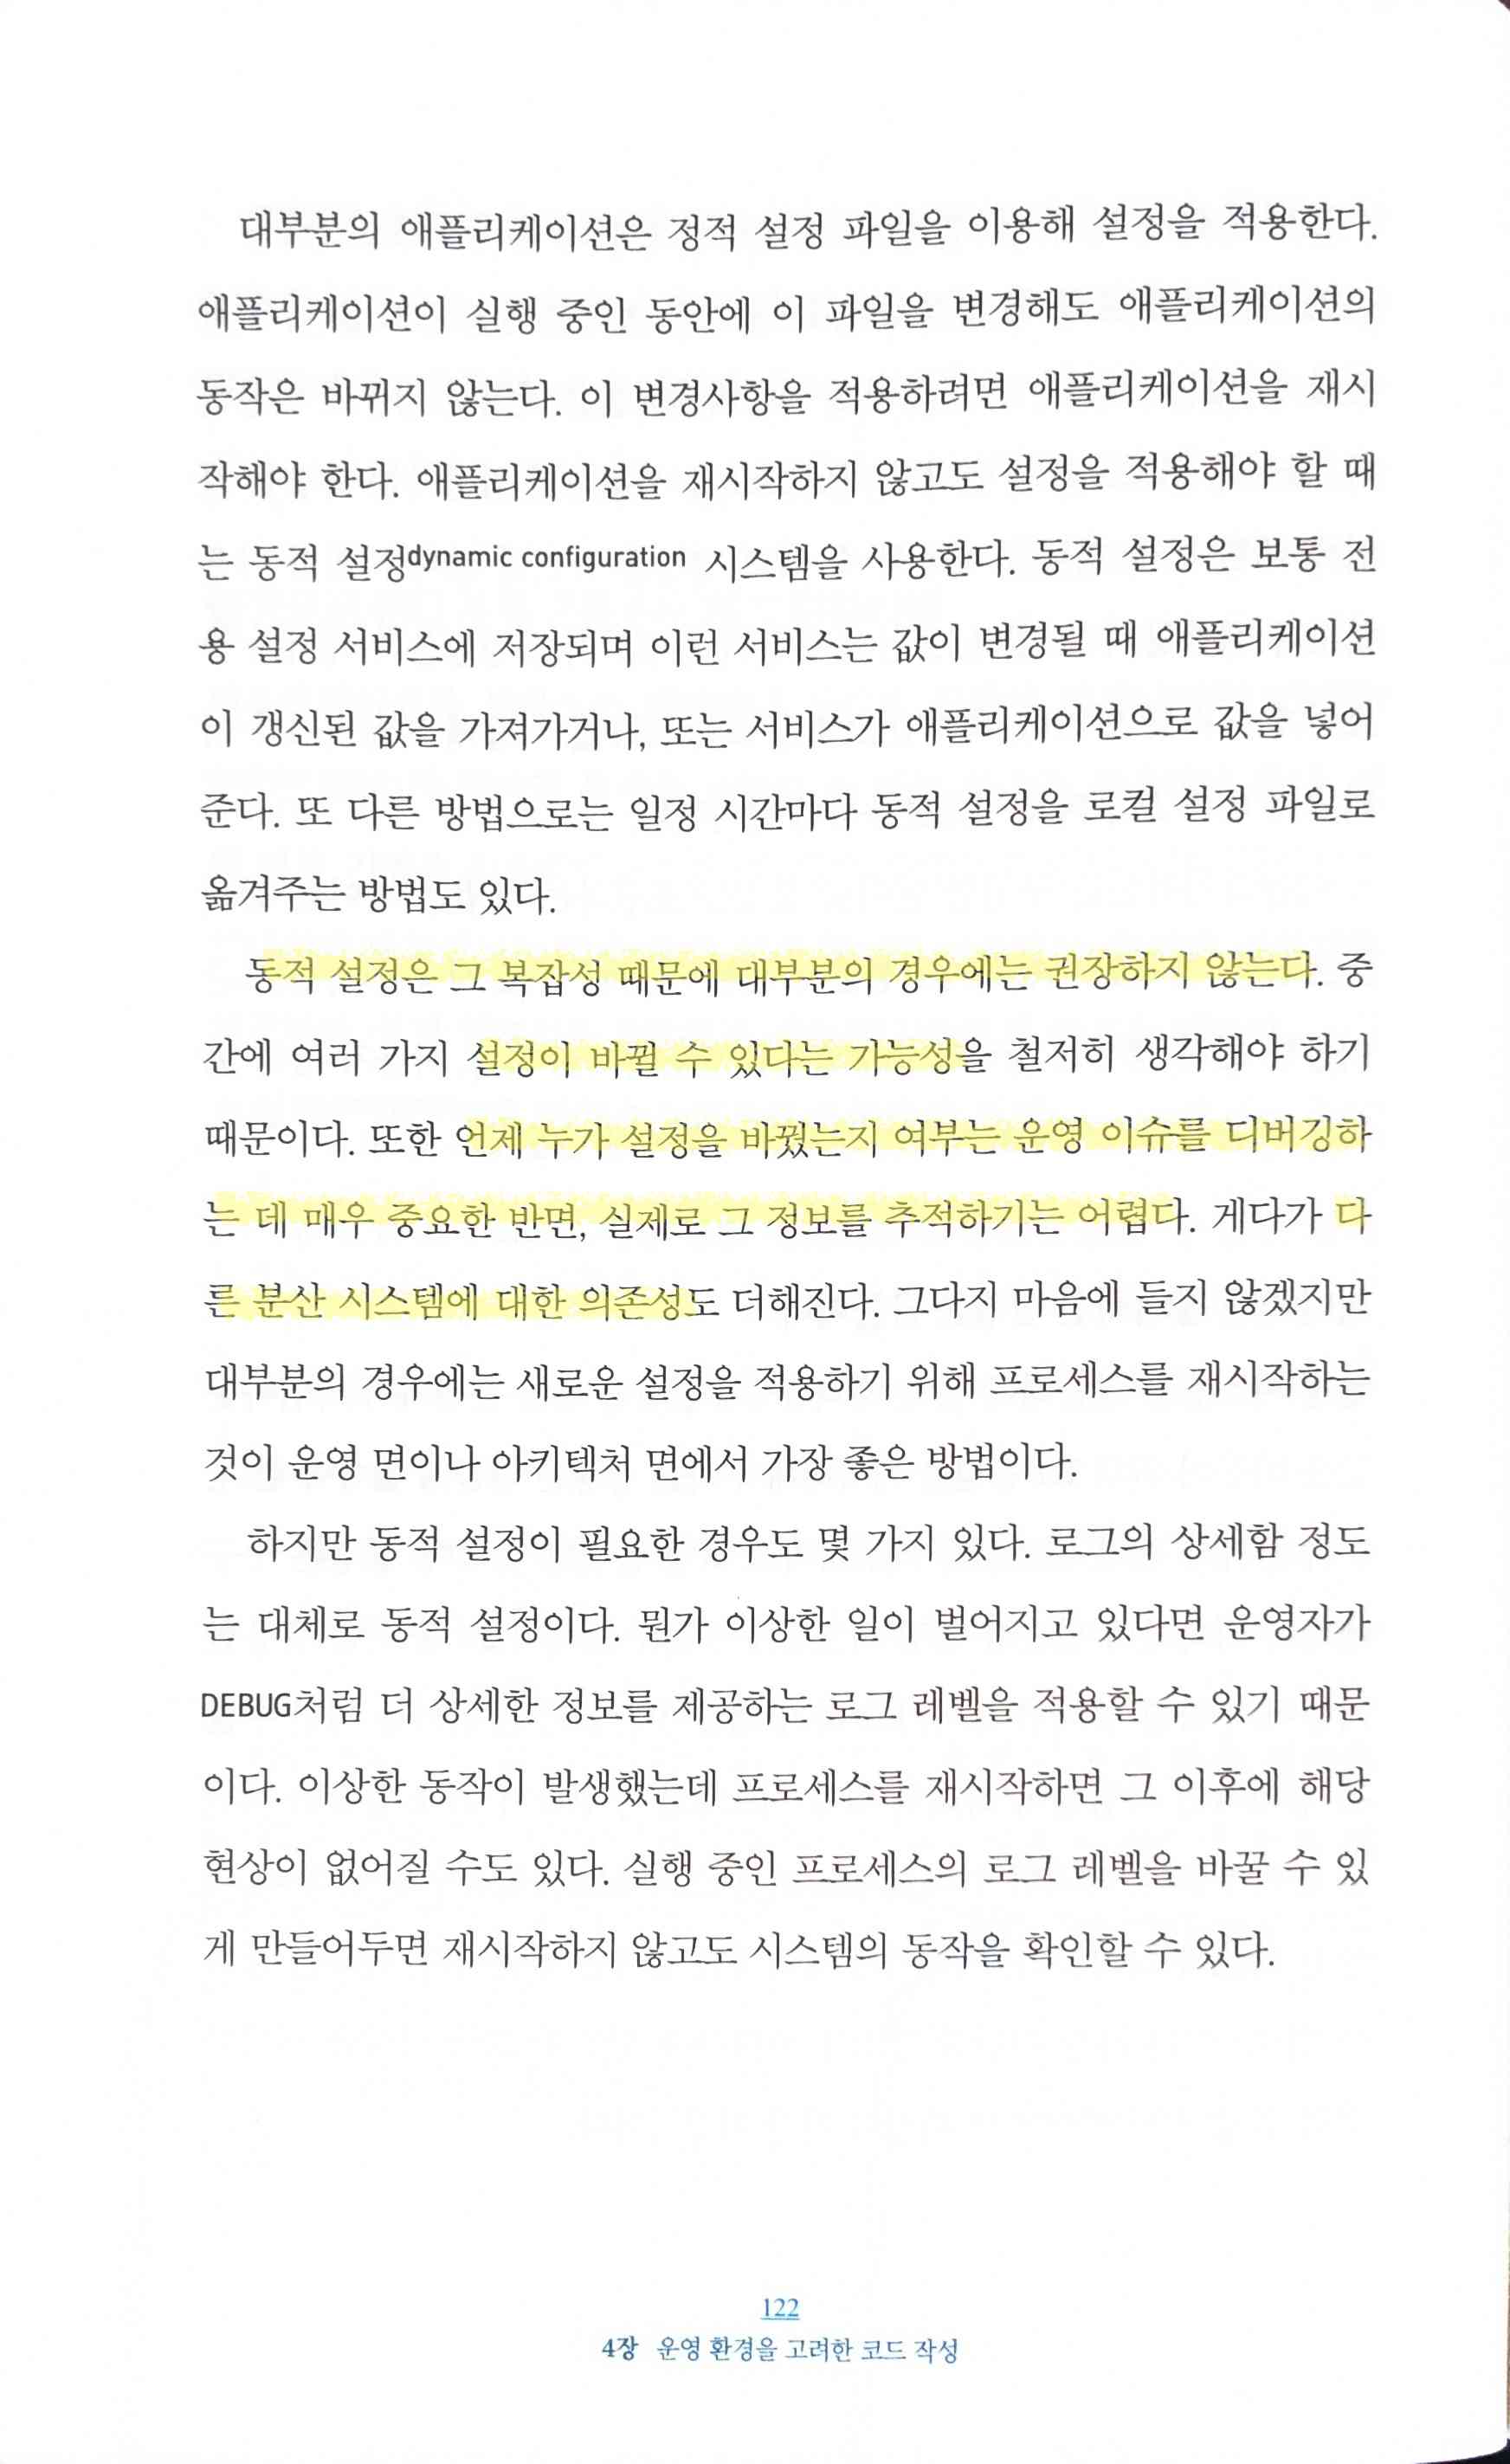 대부분의 애플리케이션은 정적 설정 파일을 이용해 설정을 적용한다.
애플리케이션이 실행 중인 동안에 이 파일을 변경해도 애플리케이션의
동작은 바뀌지 않는다. 이 변경사항을 적용하려면 애플리케이션을 재시
작해야 한다. 애플리케이션을 재시작하지 않고도 설정을 적용해야 할 때
는 동적 설정dynamic configuration 시스템을 사용한다. 동적 설정은 보통 전
용 설정 서비스에 저장되며 이런 서비스는 값이 변경될 때 애플리케이션
이 갱신된 값을 가져가거나, 또는 서비스가 애플리케이션으로 값을 넣어
준다. 또 다른 방법으로는 일정 시간마다 동적 설정을 로컬 설정 파일로
옮겨주는 방법도 있다.
동적 설정은 그 복잡성 때문에 대부분의 경우에는 권장하지 않는다. 중
간에 여러 가지 설정이 바뀔 수 있다는 가능성을 철저히 생각해야 하기
때문이다. 또한 언제 누가 설정을 바꿨는지 여부는 운영 이슈를 디버깅하
는 데 매우 중요한 반면, 실제로 그 정보를 추적하기는 어렵다. 게다가 다
른 분산 시스템에 대한 의존성도 더해진다. 그다지 마음에 들지 않겠지만
대부분의 경우에는 새로운 설정을 적용하기 위해 프로세스를 재시작하는
것이 운영 면이나 아키텍처 면에서 가장 좋은 방법이다.
하지만 동적 설정이 필요한 경우도 몇 가지 있다. 로그의 상세함 정도
는 대체로 동적 설정이다. 뭔가 이상한 일이 벌어지고 있다면 운영자가
DEBUG처럼 더 상세한 정보를 제공하는 로그 레벨을 적용할 수 있기 때문
이다. 이상한 동작이 발생했는데 프로세스를 재시작하면 그 이후에 해당
현상이 없어질 수도 있다. 실행 중인 프로세스의 로그 레벨을 바꿀 수 있
게 만들어두면 재시작하지 않고도 시스템의 동작을 확인할 수 있다.
122
4장 운영 환경을 고려한 코드 작성